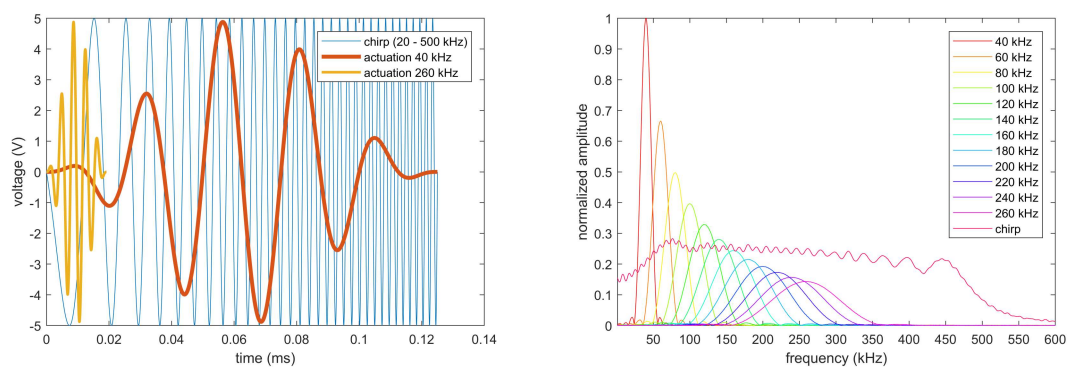 5
4
3
2
1
0
-1
-2
-3
-4
-5
voltage (V)
0 0.02 0.04 0.06 0.08 0.1 0.12 0.14
time (ms)
chirp (20 - 500 kHz)
actuation 40 kHz
actuation 260 kHz
1
0.9
0.8
0.7
0.6
0.5
0.4
0.3
0.2
0.1
0
normalized amplitude
50 100 150 200 250 300 350 400 450 500 550 600
frequency (kHz)
40 kHz
60 kHz
80 kHz
100 kHz
120 kHz
140 kHz
160 kHz
180 kHz
200 kHz
220 kHz
240 kHz
260 kHz
chirp